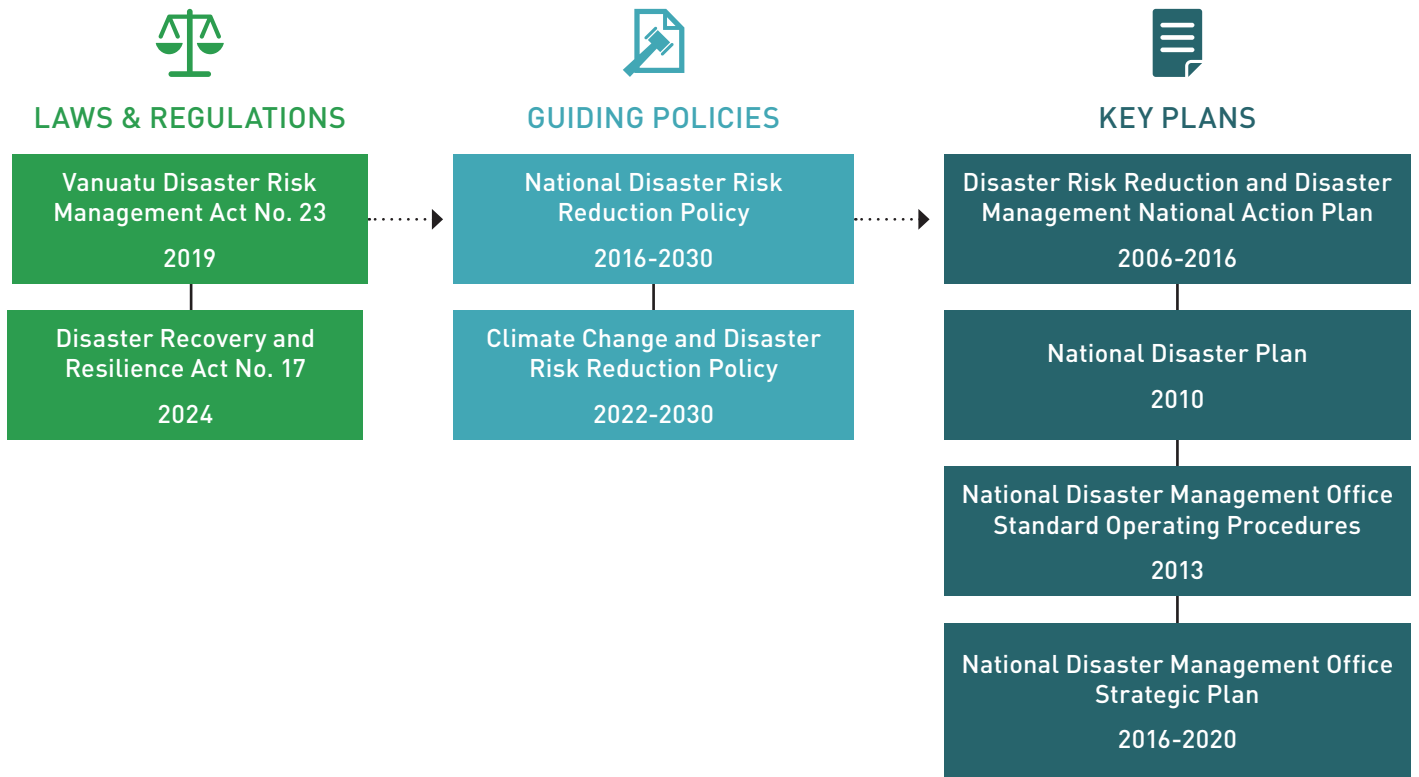 LAWS & REGULATIONS
Vanuatu Disaster Risk
Management Act No. 23
2019
Disaster Recovery and
Resilience Act No. 17
2024
GUIDING POLICIES
National Disaster Risk
Reduction Policy
2016-2030
Climate Change and Disaster
Risk Reduction Policy
2022-2030
KEY PLANS
Disaster Risk Reduction and Disaster
Management National Action Plan
2006-2016
National Disaster Plan
2010
National Disaster Management Office
Standard Operating Procedures
2013
National Disaster Management Office
Strategic Plan
2016-2020